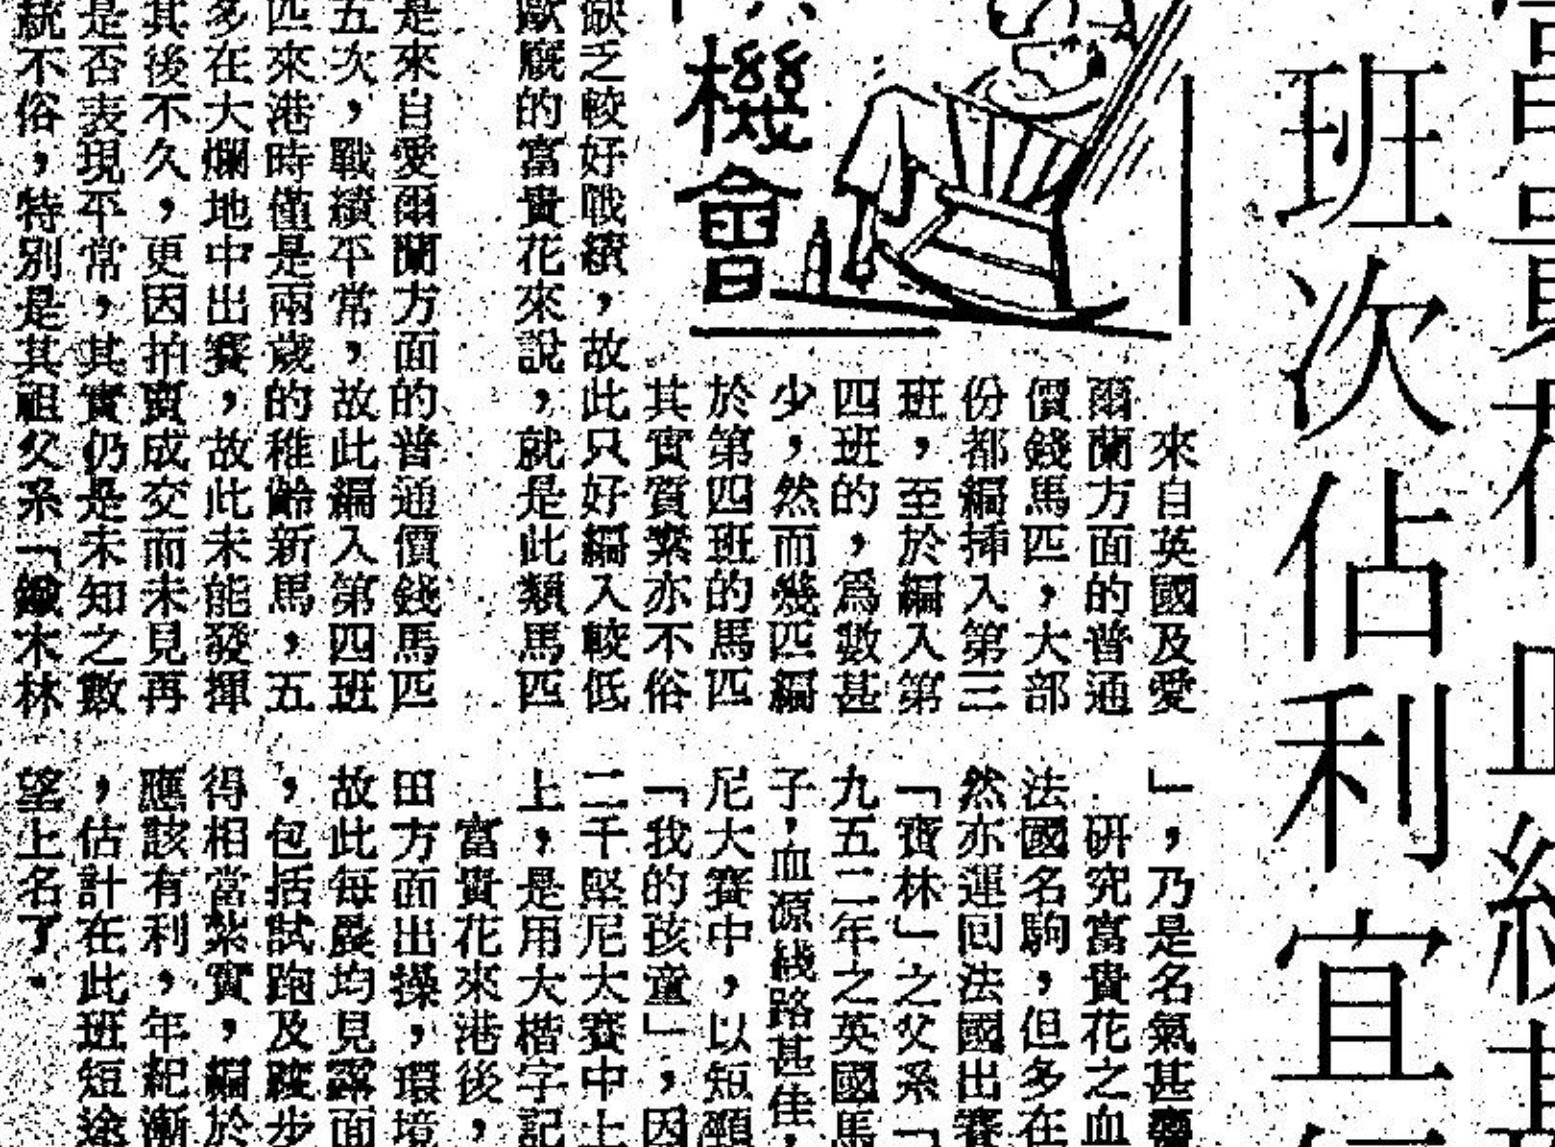 班次佔利宜
機會
來自英國及愛
爾蘭方面的普通
價錢馬匹，大部
份都編揷入第三
班，至於編入第
四班的，爲數甚
少，然而幾匹編
於第四班的馬匹
其實質素亦不俗
缺乏較好戰績，故此只好編入較低
歐廐的富貴花來說，就是此類馬匹
是來自愛爾蘭方面的普通價錢馬匹
五次，戰績平常，故此編入第四班
匹來港時僅是兩歲的稚齡新馬，五
多在大爛地中出賽，故此未能發揮
其後不久，更因拍賣成交而未見再
是否表現平常，其實仍是未知之數
統不俗，特別是其祖父系「木林
」，乃是名氣甚
研究富貴花之血
法國名駒，但多在
然亦運回法國出賽
「賓林」之父系「
九五二年之英國馬
子，血源綫路甚佳，
尼大賽中，以短頸
「我的孩童」，因
二千堅尼大賽中上
上，是用大楷字記
富貴花來港後，
田方面出操，環境
故此每晨均見露面
，包括試跑及踱步
得相當紮實，編於
應該有利，年紀漸
，估計在此班短途
望上名了。